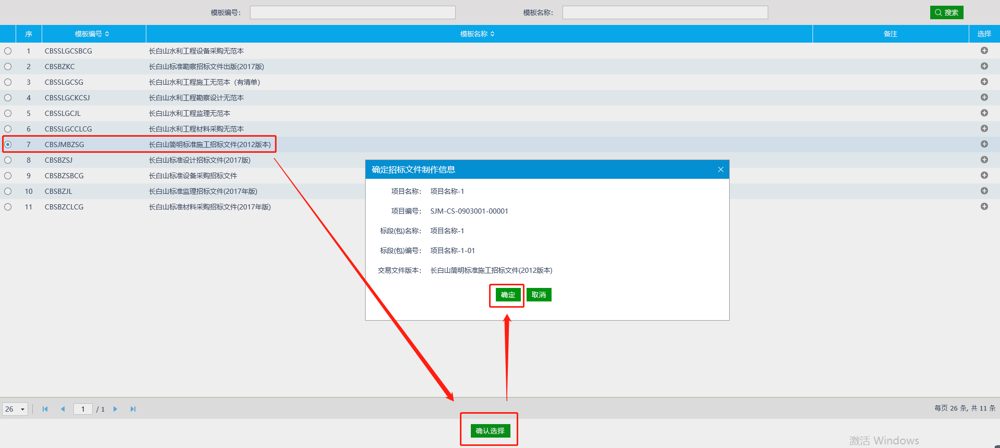 模板编号：
模板名称：
搜索
序 模板编号 模板名称 备注 选择
1 CBSSLGCSBCG 长白山水利工程设备采购无范本
2 CBSBZKC 长白山标准勘察招标文件出版(2017版)
3 CBSSLGCSG 长白山水利工程施工无范本（有清单）
4 CBSSLGCKCSJ 长白山水利工程勘察设计无范本
5 CBSSLGCJL 长白山水利工程监理无范本
6 CBSSLGCCLCG 长白山水利工程材料采购无范本
7 CBSJMBZSG 长白山简明标准施工招标文件(2012版本)
8 CBSBZSJ 长白山标准设计招标文件(2017版)
9 CBSBZSBCG 长白山标准设备采购招标文件
10 CBSBZJL 长白山标准监理招标文件(2017年版)
11 CBSBZCLCG 长白山标准材料采购招标文件(2017年版)
确定招标文件制作信息
项目名称： 项目名称-1
项目编号： SJM-CS-0903001-00001
标段(包)名称： 项目名称-1
标段(包)编号： 项目名称-1-01
交易文件版本： 长白山简明标准施工招标文件(2012版本)
确定 取消
26 1 / 1 每页 26 条, 共 11 条
确认选择
激活 Windows